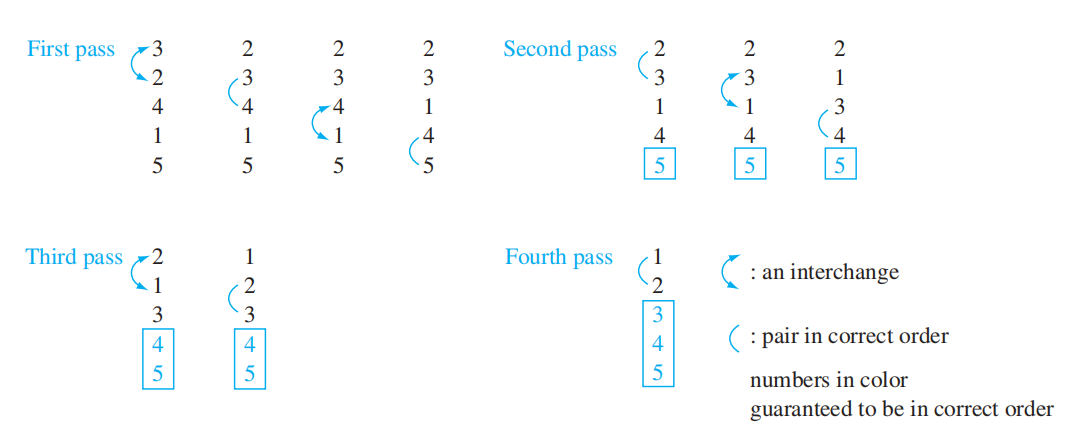 First pass 3 2 2 2
2 3 3 3
4 4 4 1
1 1 1 4
5 5 5 5
Second pass 2 2 2
3 3 1
1 1 3
4 4 4
5 5 5
Third pass 2 1
1 2
3 3
4 4
5 5
Fourth pass 1
2
3
4
5
: an interchange
: pair in correct order
numbers in color
guaranteed to be in correct order